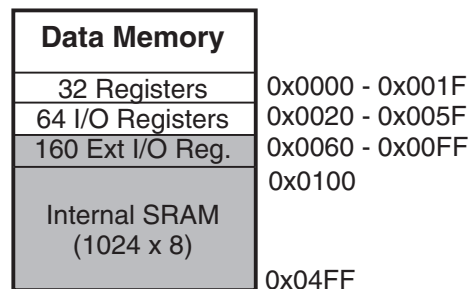 Data Memory
32 Registers 0x0000 - 0x001F
64 I/O Registers 0x0020 - 0x005F
160 Ext I/O Reg. 0x0060 - 0x00FF
0x0100
Internal SRAM
(1024 x 8)
0x04FF